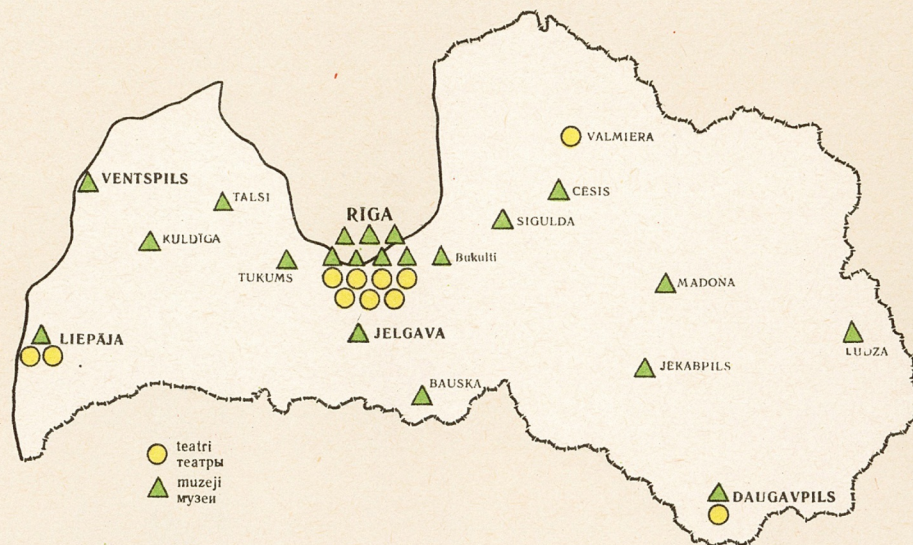 VALMIERA
VENTSPILS
TALSI
CĒSIS
RĪGA
SIGULDA
KULDĪGA
TUKUMS
Bukulti
MADONA
LIEPĀJA
JELGAVA
LUDZA
JĒKABPILS
BAUSKA
teatri
театры
muzeji
музеи
DAUGAVPILS